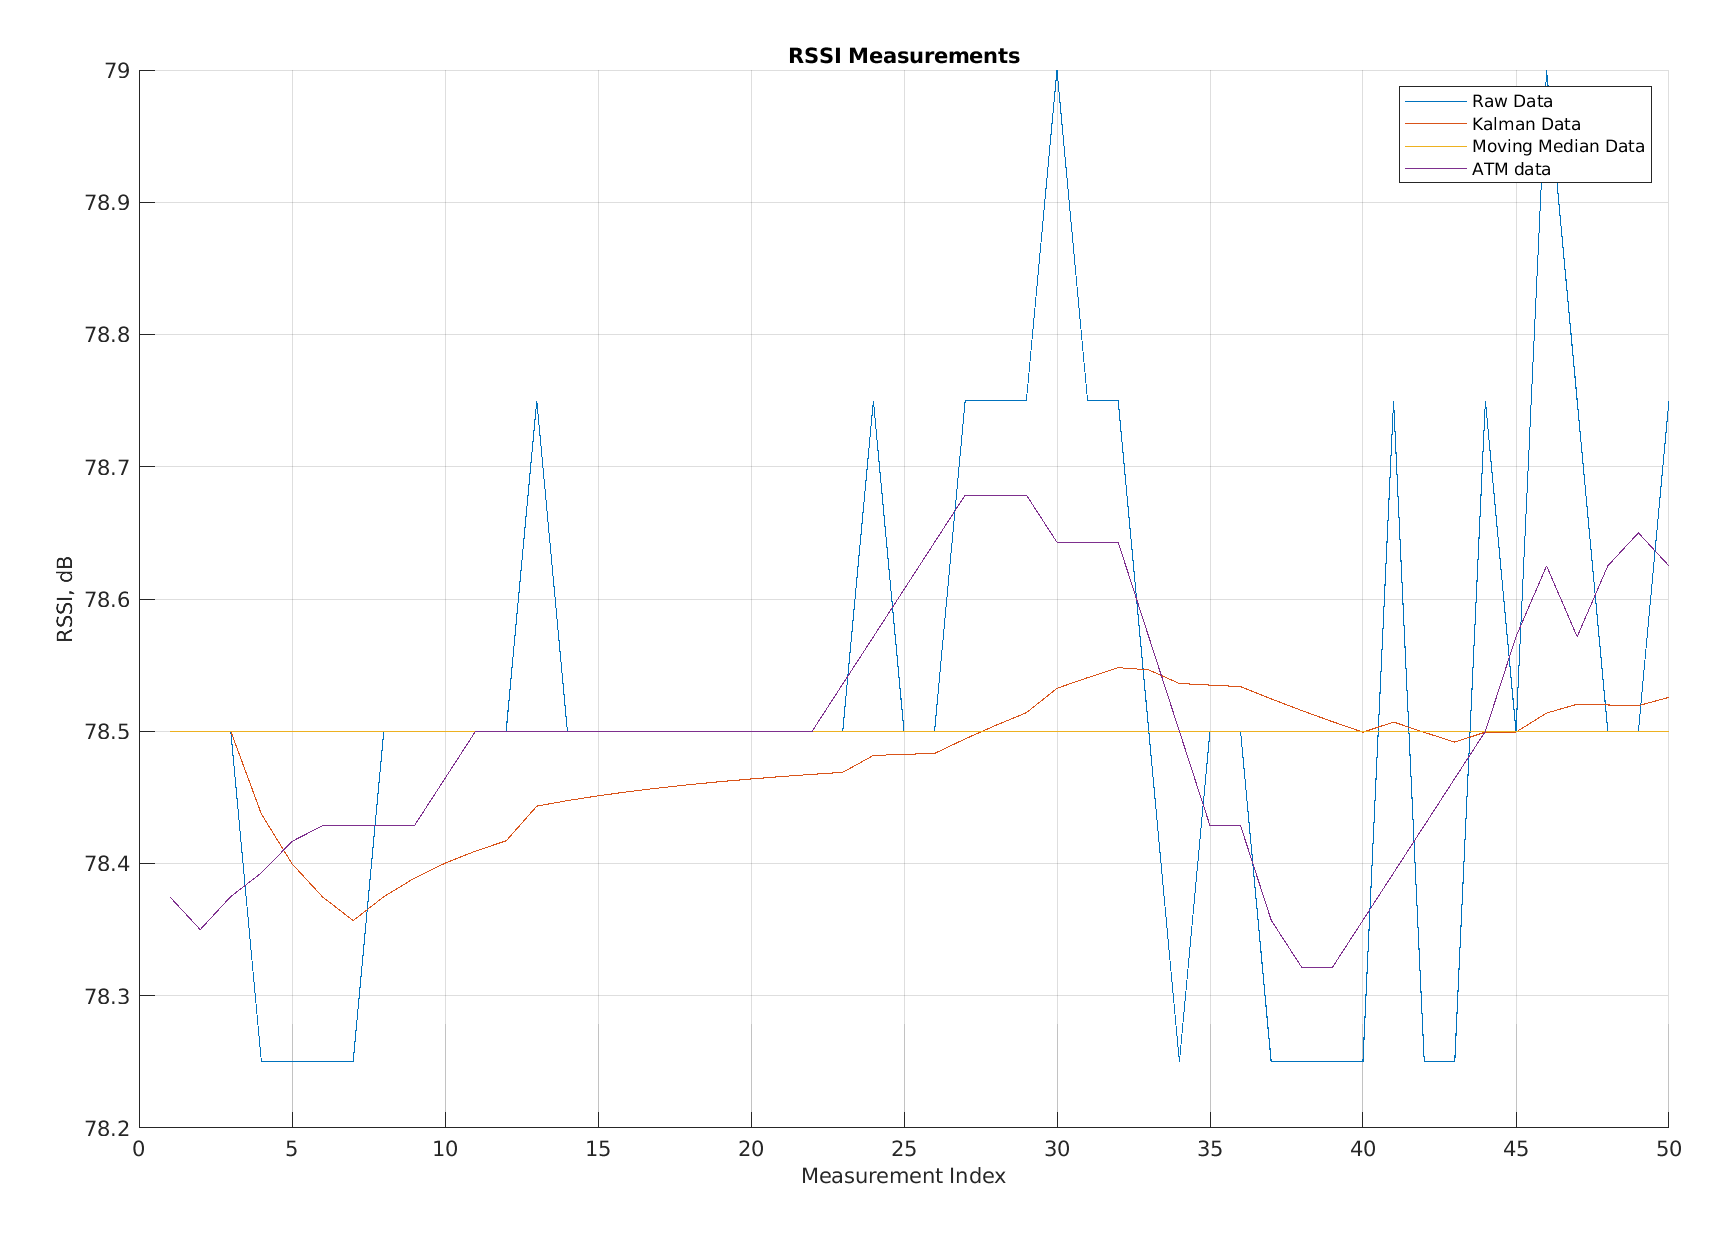 RSSI Measurements
79
78.9
78.8
78.7
78.6
78.5
78.4
78.3
78.2
RSSI, dB
Raw Data
Kalman Data
Moving Median Data
ATM data
0 5 10 15 20 25 30 35 40 45 50
Measurement Index